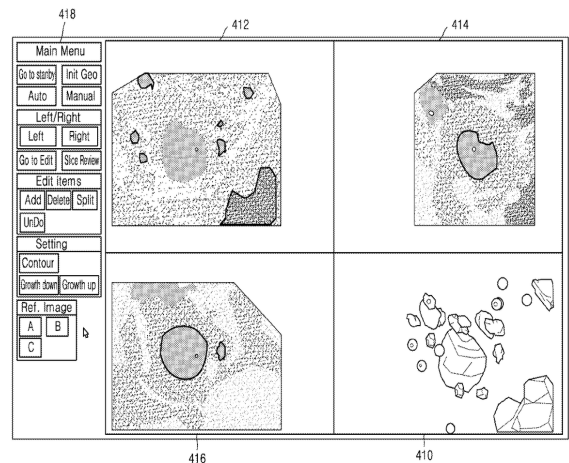 418
412
414
Main Menu
Go to stanby Init Geo
Auto Manual
Left/Right
Left Right
Go to Edit Slice Review
Edit items
Add Delete Split
UnDo
Setting
Contour
Growth down Growth up
Ref. Image
A B
C
416
410